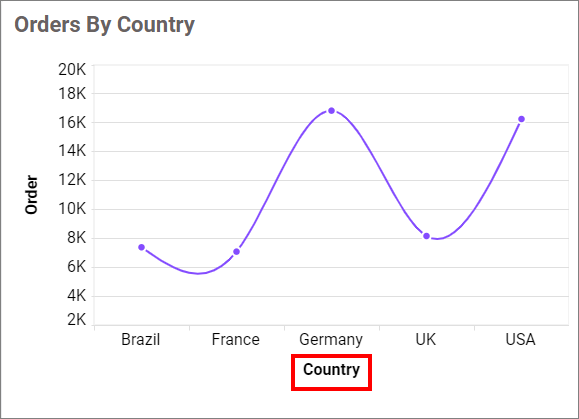 Orders By Country
20K
18K
16K
14K
12K
10K
8K
6K
4K
2K
Order
Brazil France Germany UK USA
Country